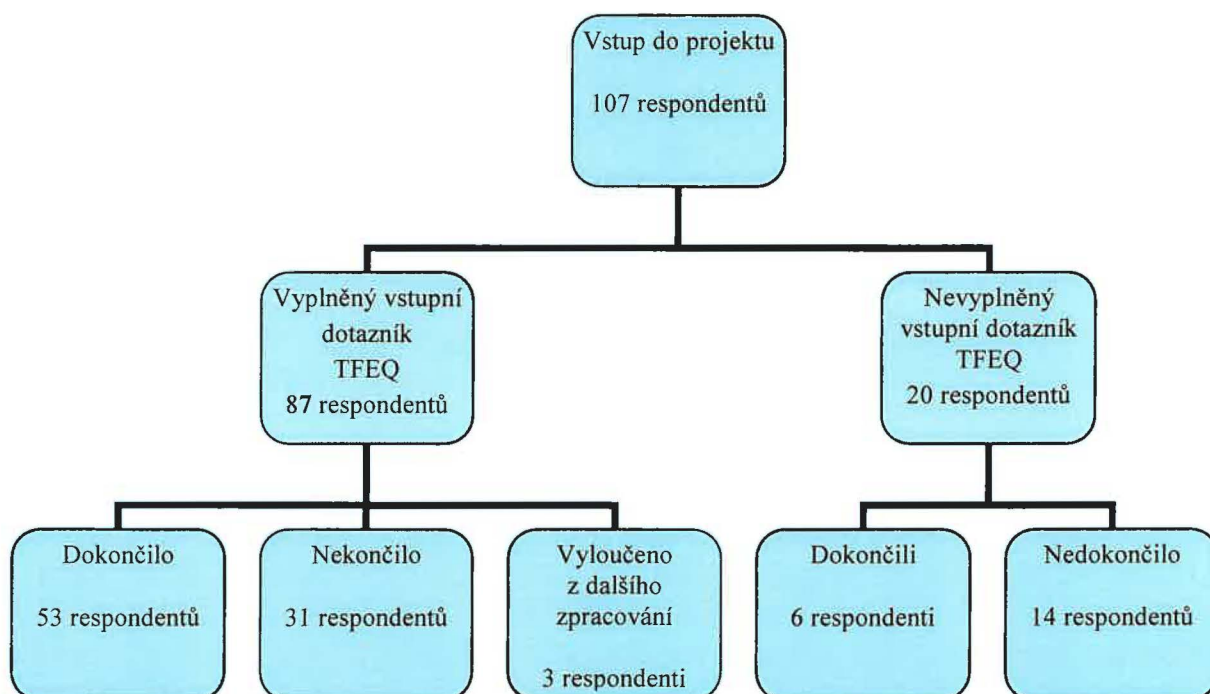 Vstup do projektu
107 respondentů
Vyplněný vstupní
dotazník
TFEQ
87 respondentů
Nevyplněný
vstupní dotazník
TFEQ
20 respondentů
Dokončilo
53 respondentů
Nekončilo
31 respondentů
Vyloučeno
z dalšího
zpracování
3 respondenti
Dokončili
6 respondenti
Nedokončilo
14 respondentů